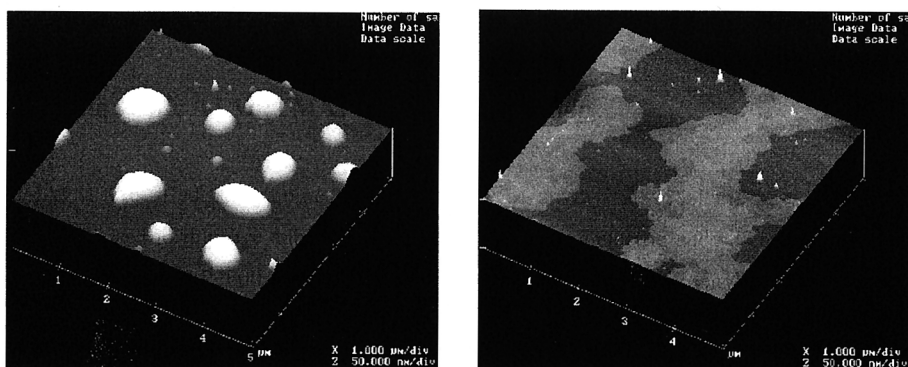 Number of sa
Image Data
Data scale
1
2
3
4
5
µM
X 1.000 µM/div
Z 50.000 nM/div
Number of sa
Image Data
Data scale
1
2
3
4
µM
X 1.000 µM/div
Z 50.000 nM/div